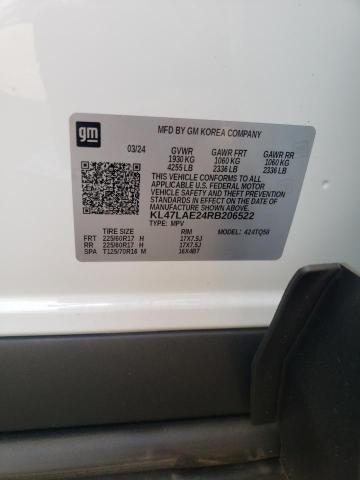 gm
MFD BY GM KOREA COMPANY
03/24 GVWR GAWR FRT GAWR RR
1930 KG 1060 KG 1060 KG
4255 LB 2336 LB 2336 LB
THIS VEHICLE CONFORMS TO ALL
APPLICABLE U.S. FEDERAL MOTOR
VEHICLE SAFETY AND THEFT PREVENTION
STANDARDS IN EFFECT ON THE DATE OF
MANUFACTURE SHOWN ABOVE.
KL47LAE24RB206522
TYPE: MPV
TIRE SIZE RIM 424TQ58
FRT 225/60R17 H 17X7.5J
RR 225/60R17 H 17X7.5J
SPA T125/70R16 M 16X4BT